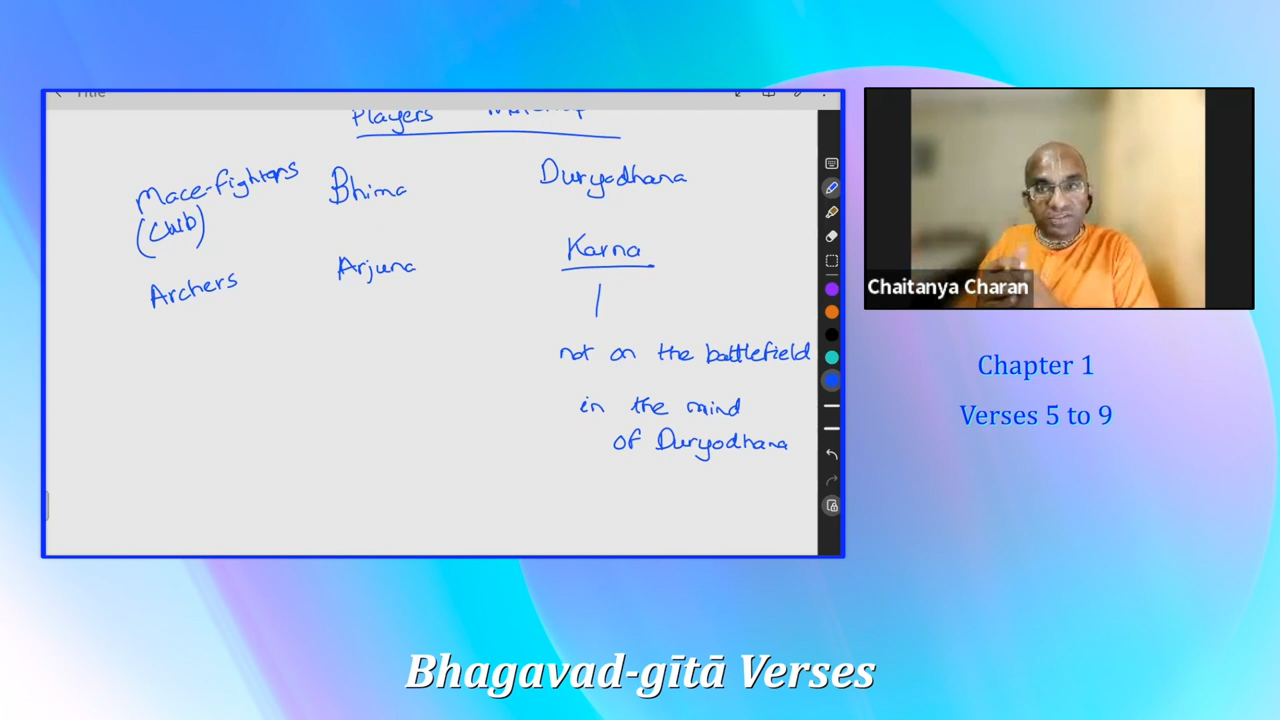 Title
Players
Mace-fighters Bhima Duryodhana
(Club)
Archers Arjuna Karna
not on the battlefield
in the mind
of Duryodhana
Chaitanya Charan
Chapter 1
Verses 5 to 9
Bhagavad-gītā Verses